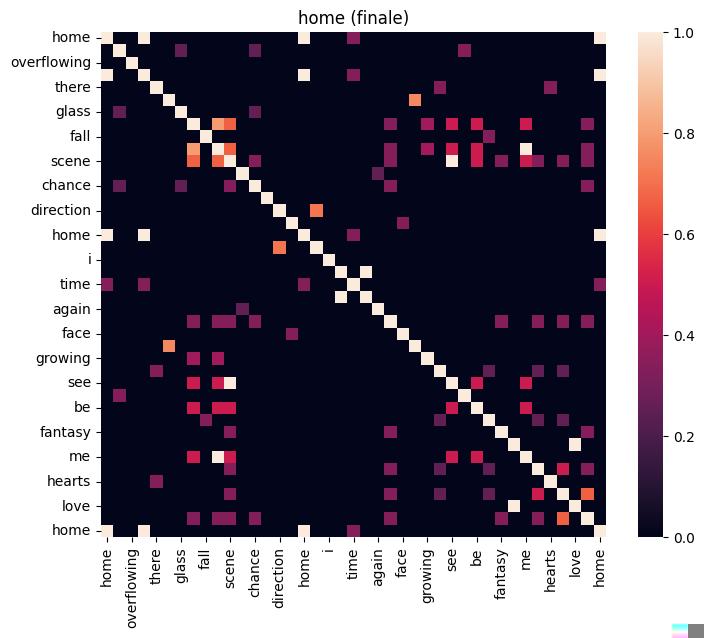 home (finale)
home
overflowing
there
glass
fall
scene
chance
direction
home
i
time
again
face
growing
see
be
fantasy
me
hearts
love
home
1.0
0.8
0.6
0.4
0.2
0.0
home
overflowing
there
glass
fall
scene
chance
direction
home
i
time
again
face
growing
see
be
fantasy
me
hearts
love
home